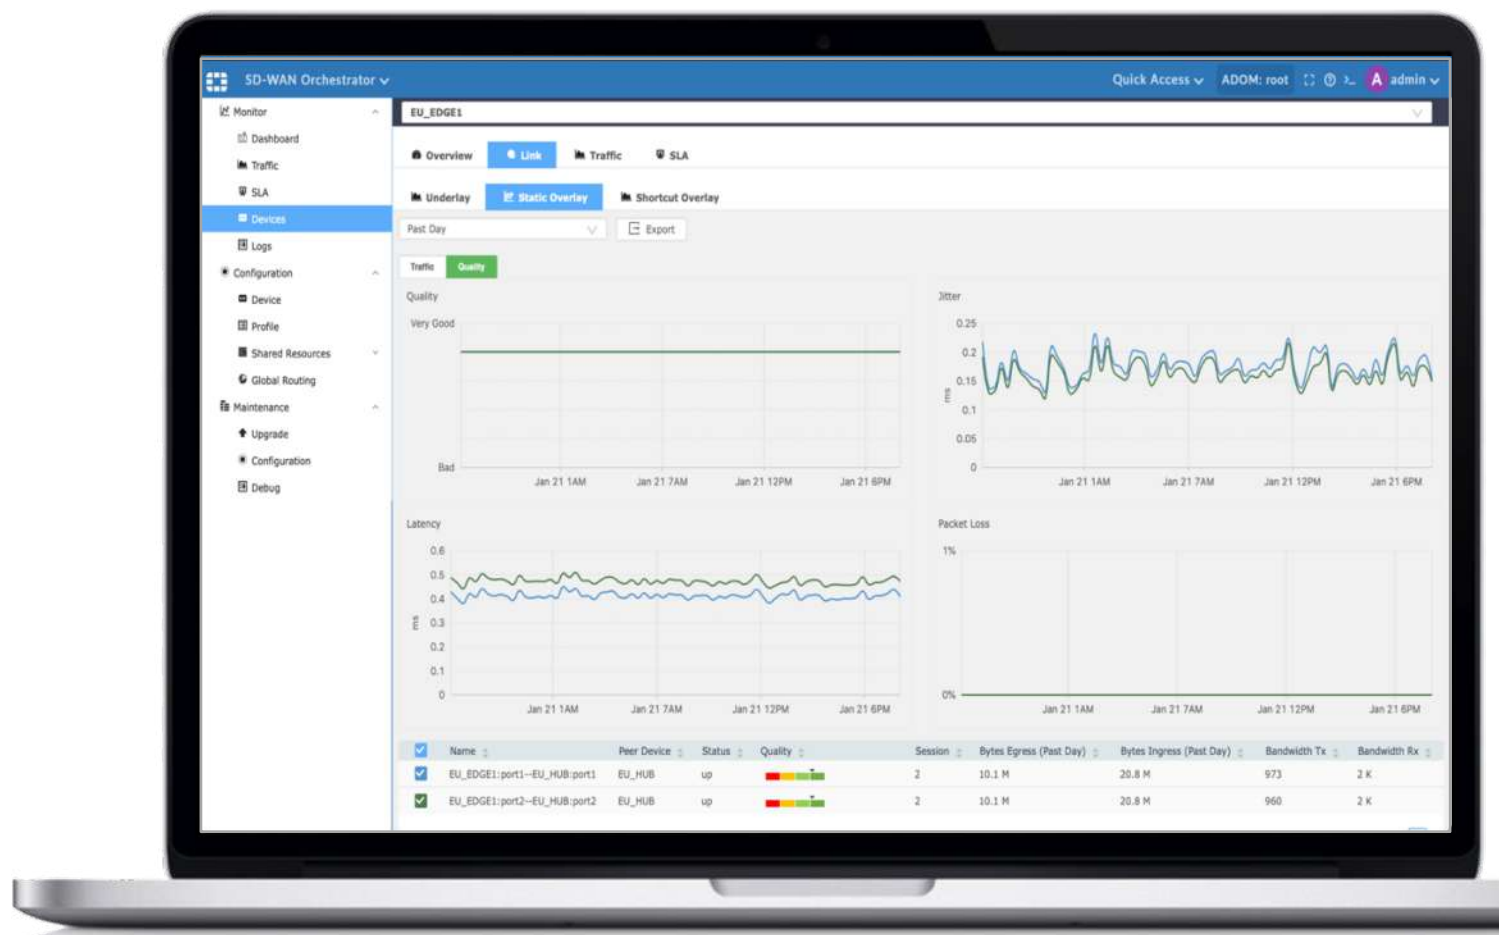 SD-WAN Orchestrator
Quick Access ADOM: root A admin
Monitor
Dashboard
Traffic
SLA
Devices
Logs
Configuration
Device
Profile
Shared Resources
Global Routing
Maintenance
Upgrade
Configuration
Debug
EU_EDGE1
Overview Link Traffic SLA
Underlay Static Overlay Shortcut Overlay
Past Day Export
Traffic Quality
Quality
Very Good
Bad
Jan 21 1AM Jan 21 7AM Jan 21 12PM Jan 21 6PM
Jitter
0.25
0.2
0.15
0.1
0.05
0
ms
Jan 21 1AM Jan 21 7AM Jan 21 12PM Jan 21 6PM
Latency
0.6
0.5
0.4
0.3
0.2
0.1
0
ms
Jan 21 1AM Jan 21 7AM Jan 21 12PM Jan 21 6PM
Packet Loss
1%
0%
Jan 21 1AM Jan 21 7AM Jan 21 12PM Jan 21 6PM
Name Peer Device Status Quality Session Bytes Egress (Past Day) Bytes Ingress (Past Day) Bandwidth Tx Bandwidth Rx
EU_EDGE1:port1--EU_HUB:port1 EU_HUB up 2 10.1 M 20.8 M 973 2 K
EU_EDGE1:port2--EU_HUB:port2 EU_HUB up 2 10.1 M 20.8 M 960 2 K